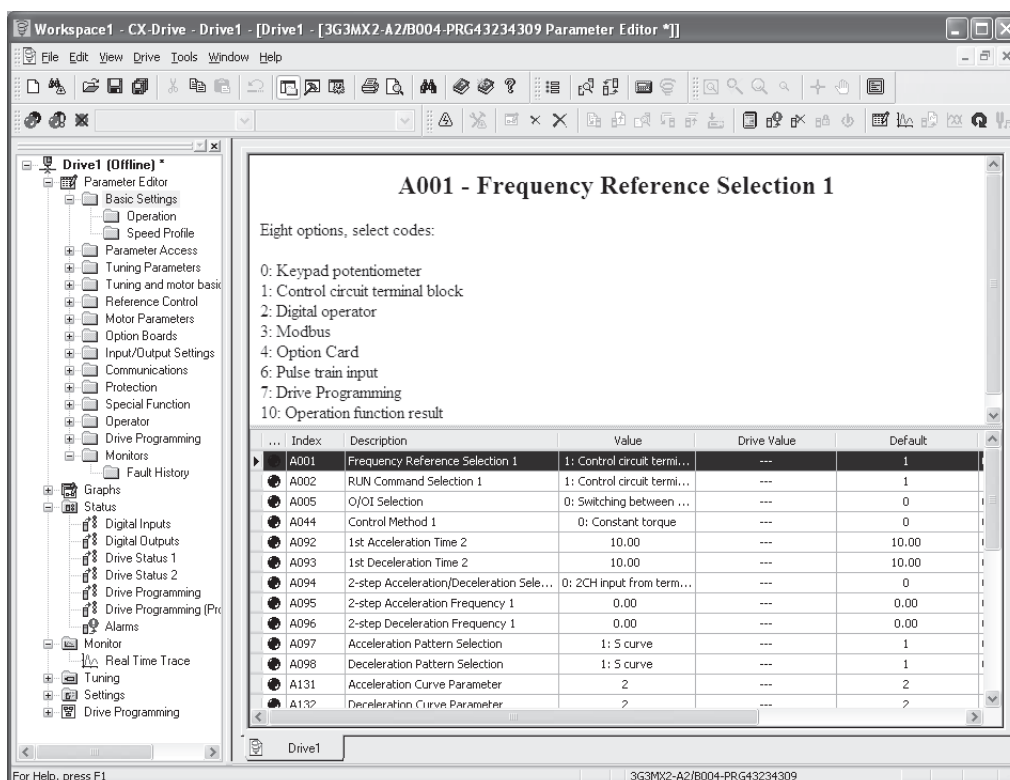 Workspace1 - CX-Drive - Drive1 - [Drive1 - [3G3MX2-A2/B004-PRG43234309 Parameter Editor *]]
File Edit View Drive Tools Window Help
Drive1 (Offline) *
Parameter Editor
Basic Settings
Operation
Speed Profile
Parameter Access
Tuning Parameters
Tuning and motor basic
Reference Control
Motor Parameters
Option Boards
Input/Output Settings
Communications
Protection
Special Function
Operator
Drive Programming
Monitors
Fault History
Graphs
Status
Digital Inputs
Digital Outputs
Drive Status 1
Drive Status 2
Drive Programming
Drive Programming (Pro
Alarms
Monitor
Real Time Trace
Tuning
Settings
Drive Programming
A001 - Frequency Reference Selection 1
Eight options, select codes:
0: Keypad potentiometer
1: Control circuit terminal block
2: Digital operator
3: Modbus
4: Option Card
6: Pulse train input
7: Drive Programming
10: Operation function result
... Index Description Value Drive Value Default
A001 Frequency Reference Selection 1 1: Control circuit termi... --- 1
A002 RUN Command Selection 1 1: Control circuit termi... --- 1
A005 O/OI Selection 0: Switching between ... --- 0
A044 Control Method 1 0: Constant torque --- 0
A092 1st Acceleration Time 2 10.00 --- 10.00
A093 1st Deceleration Time 2 10.00 --- 10.00
A094 2-step Acceleration/Deceleration Sele... 0: 2CH input from term... --- 0
A095 2-step Acceleration Frequency 1 0.00 --- 0.00
A096 2-step Deceleration Frequency 1 0.00 --- 0.00
A097 Acceleration Pattern Selection 1: S curve --- 1
A098 Deceleration Pattern Selection 1: S curve --- 1
A131 Acceleration Curve Parameter 2 --- 2
A132 Deceleration Curve Parameter 2 --- 2
Drive1
For Help, press F1 3G3MX2-A2/B004-PRG43234309